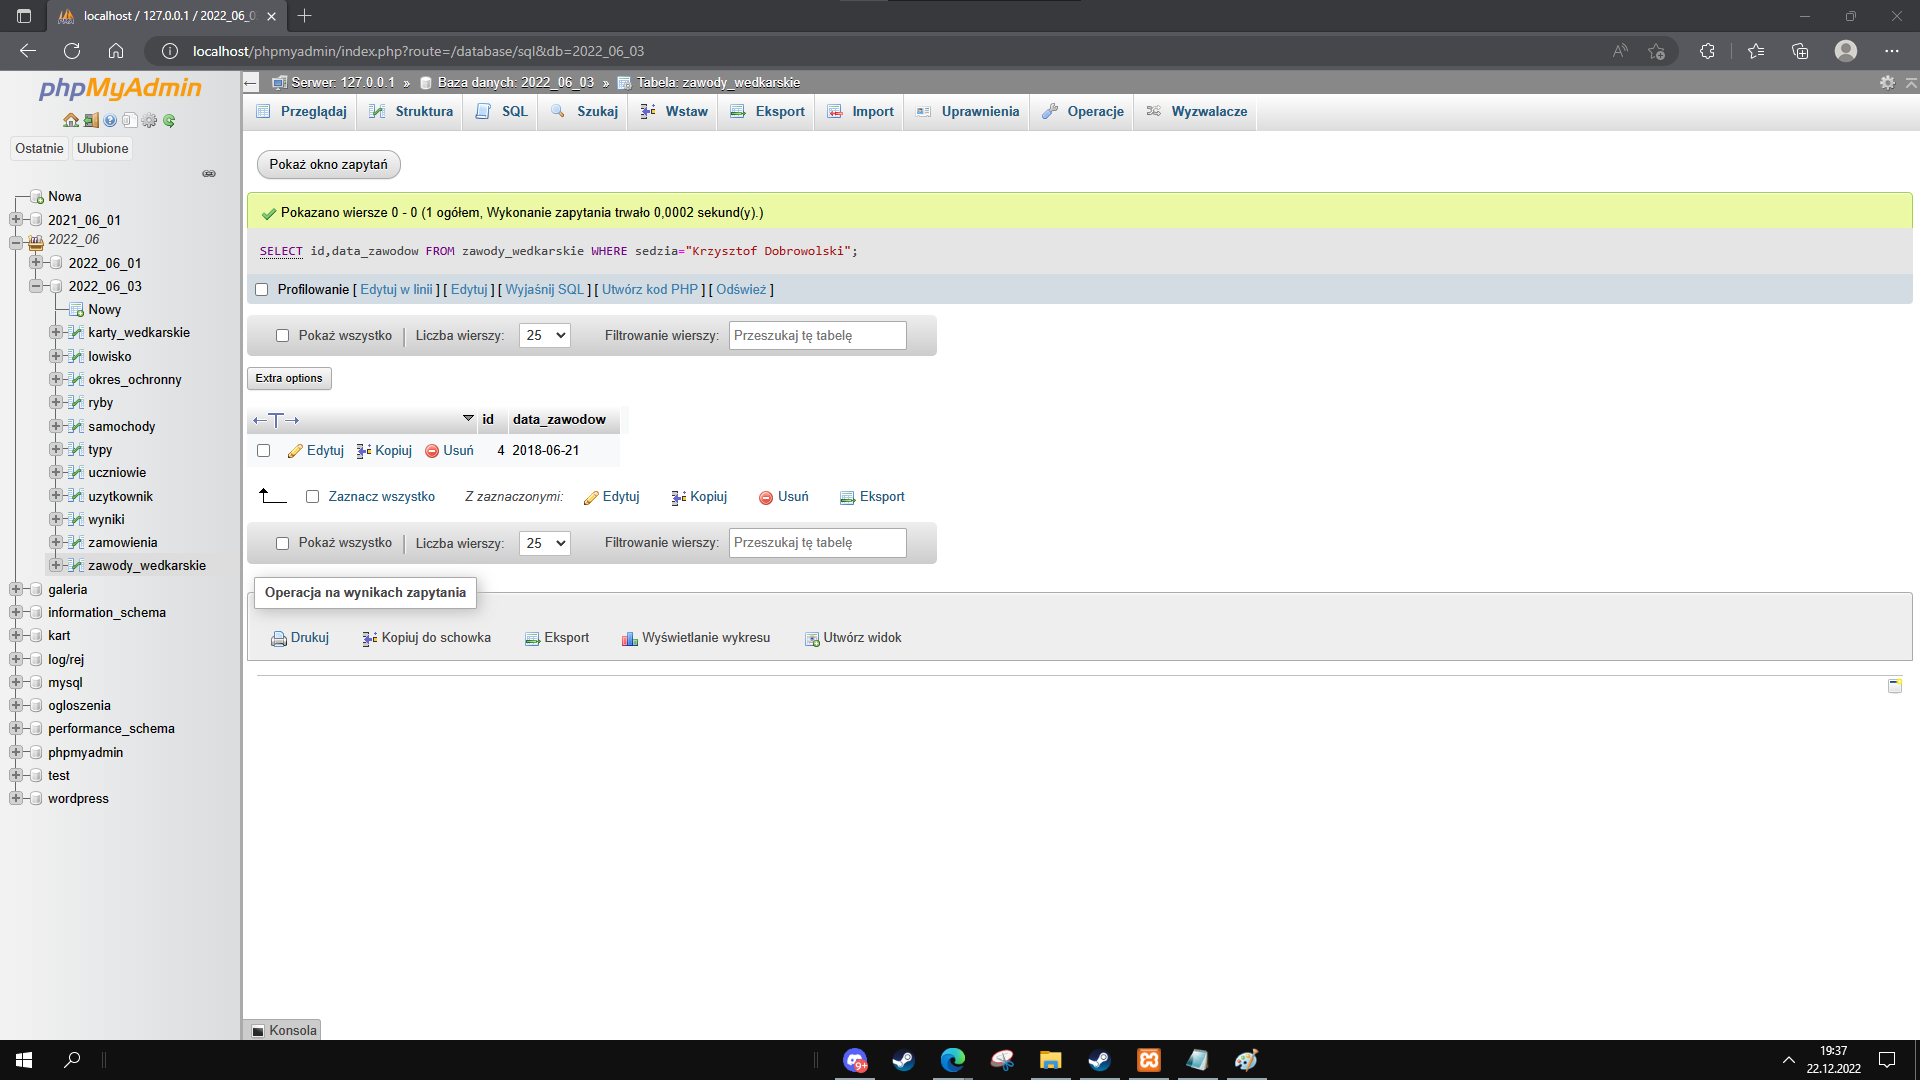 localhost / 127.0.0.1 / 2022_06_0
localhost/phpmyadmin/index.php?route=/database/sql&db=2022_06_03
phpMyAdmin
Ostatnie Ulubione
Nowa
2021_06_01
2022_06
2022_06_01
2022_06_03
Nowy
karty_wedkarskie
lowisko
okres_ochronny
ryby
samochody
typy
uczniowie
uzytkownik
wyniki
zamowienia
zawody_wedkarskie
galeria
information_schema
kart
log/rej
mysql
ogloszenia
performance_schema
phpmyadmin
test
wordpress
Serwer: 127.0.0.1 » Baza danych: 2022_06_03 » Tabela: zawody_wedkarskie
Przeglądaj Struktura SQL Szukaj Wstaw Eksport Import Uprawnienia Operacje Wyzwalacze
Pokaż okno zapytań
Pokazano wiersze 0 - 0 (1 ogółem, Wykonanie zapytania trwało 0,0002 sekund(y).)
SELECT id,data_zawodow FROM zawody_wedkarskie WHERE sedzia="Krzysztof Dobrowolski";
Profilowanie [ Edytuj w linii ] [ Edytuj ] [ Wyjaśnij SQL ] [ Utwórz kod PHP ] [ Odśwież ]
Pokaż wszystko Liczba wierszy: 25 Filtrowanie wierszy: Przeszukaj tę tabelę
Extra options
←T→ id data_zawodow
Edytuj Kopiuj Usuń 4 2018-06-21
Zaznacz wszystko Z zaznaczonymi: Edytuj Kopiuj Usuń Eksport
Pokaż wszystko Liczba wierszy: 25 Filtrowanie wierszy: Przeszukaj tę tabelę
Operacja na wynikach zapytania
Drukuj Kopiuj do schowka Eksport Wyświetlanie wykresu Utwórz widok
Konsola
9+
19:37
22.12.2022